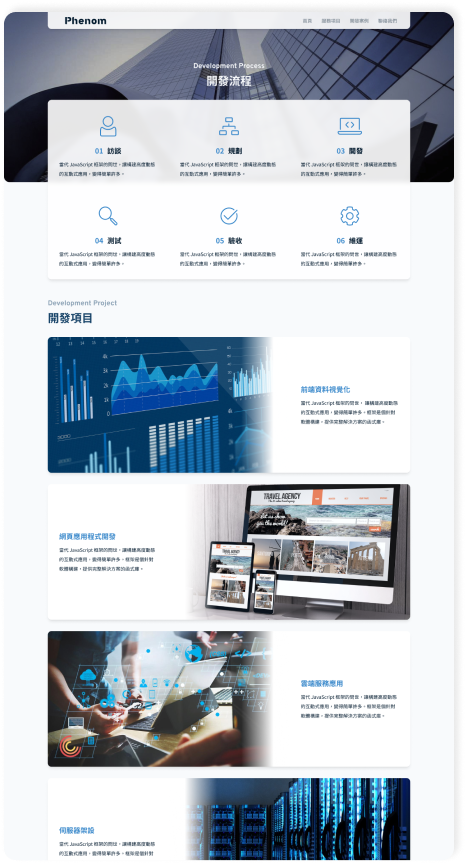 Phenom
首頁 服務項目 開發案例 聯絡我們
Development Process
開發流程
01 訪談
當代 JavaScript 框架的問世，讓構建高度動態
的互動式應用，變得簡單許多。
02 規劃
當代 JavaScript 框架的問世，讓構建高度動態
的互動式應用，變得簡單許多。
03 開發
當代 JavaScript 框架的問世，讓構建高度動態
的互動式應用，變得簡單許多。
04 測試
當代 JavaScript 框架的問世，讓構建高度動態
的互動式應用，變得簡單許多。
05 驗收
當代 JavaScript 框架的問世，讓構建高度動態
的互動式應用，變得簡單許多。
06 維運
當代 JavaScript 框架的問世，讓構建高度動態
的互動式應用，變得簡單許多。
Development Project
開發項目
前端資料視覺化
當代 JavaScript 框架的問世， 讓構建高度動態
的互動式應用，變得簡單許多。框架是個針對
軟體構建，提供完整解決方案的函式庫。
網頁應用程式開發
當代 JavaScript 框架的問世，讓構建高度動態
的互動式應用，變得簡單許多。框架是個針對
軟體構建，提供完整解決方案的函式庫。
TRAVEL AGENCY
雲端服務應用
當代 JavaScript 框架的問世，讓構建高度動態
的互動式應用，變得簡單許多。框架是個針對
軟體構建，提供完整解決方案的函式庫。
伺服器架設
當代 JavaScript 框架的問世，讓構建高度動態
的互動式應用，變得簡單許多。框架是個針對